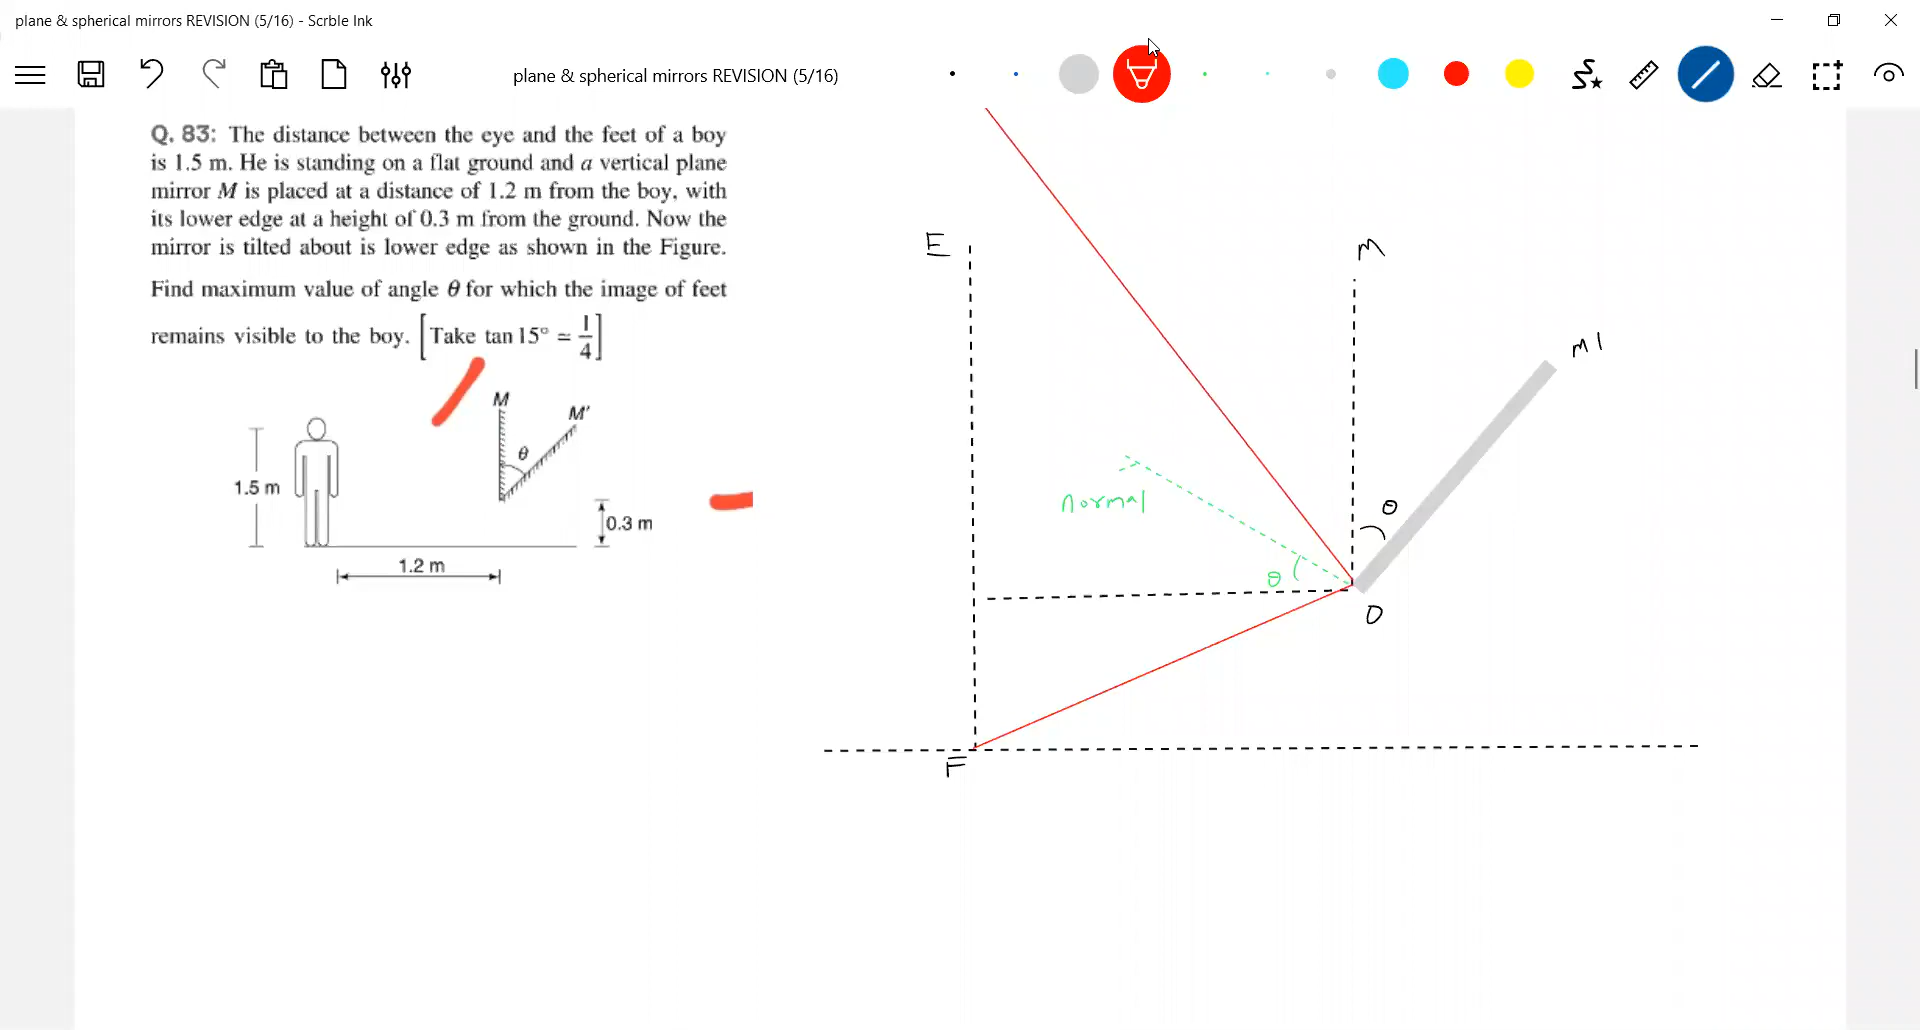 plane & spherical mirrors REVISION (5/16) - Scrble Ink
plane & spherical mirrors REVISION (5/16)
Q. 83: The distance between the eye and the feet of a boy
is 1.5 m. He is standing on a flat ground and a vertical plane
mirror M is placed at a distance of 1.2 m from the boy, with
its lower edge at a height of 0.3 m from the ground. Now the
mirror is tilted about is lower edge as shown in the Figure.
Find maximum value of angle θ for which the image of feet
remains visible to the boy. [Take tan 15° = 1/4]
M
M'
θ
1.5 m
0.3 m
1.2 m
E
M
M1
θ
normal
θ
O
F